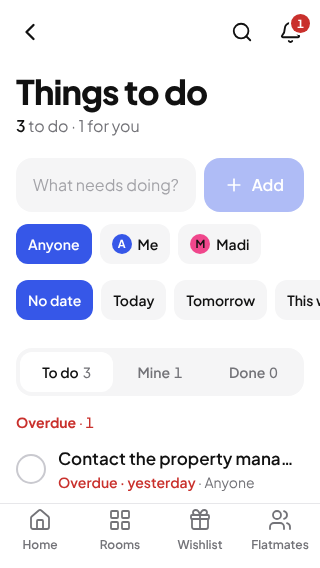 1
Things to do
3 to do · 1 for you
What needs doing?
+ Add
Anyone
A Me
M Madi
No date
Today
Tomorrow
This w
To do 3
Mine 1
Done 0
Overdue · 1
Contact the property mana…
Overdue · yesterday · Anyone
Home
Rooms
Wishlist
Flatmates